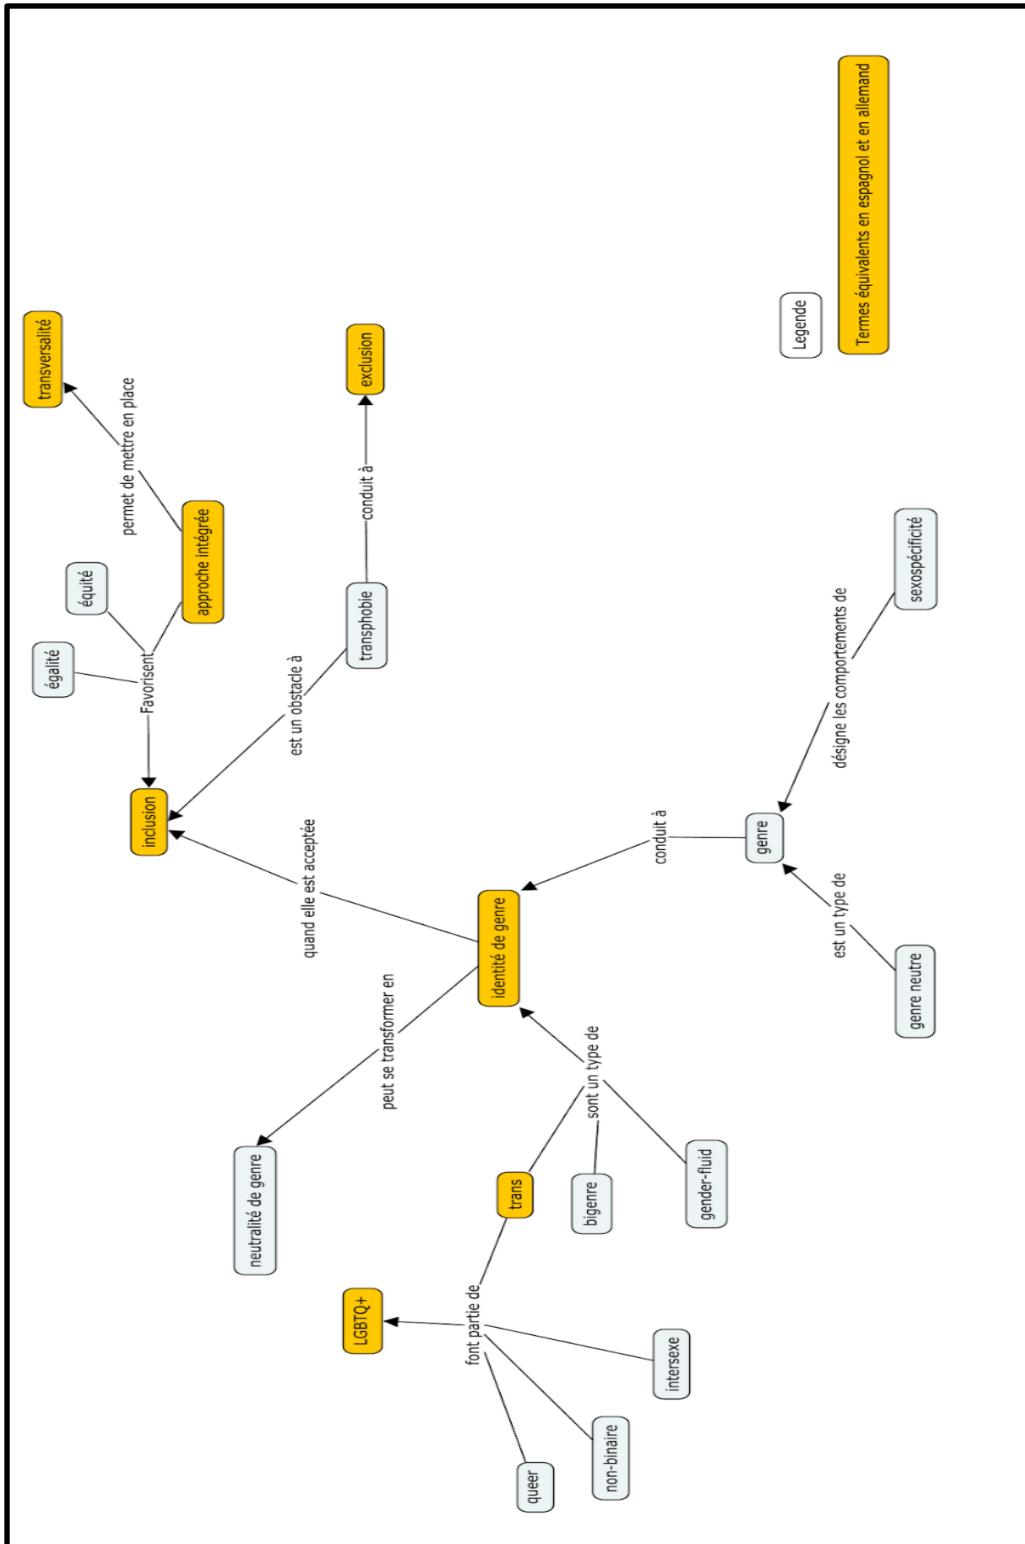 queer
non-binaire
intersexe
LGBTQ+
font partie de
neutralité de genre
trans
bigenre
gender-fluid
sont un type de
peut se transformer en
identité de genre
genre neutre
est un type de
quand elle est acceptée
conduit à
genre
inclusion
Favorisent
est un obstacle à
désigne les comportements de
égalité
équité
approche intégrée
transphobie
sexospécificité
permet de mettre en place
conduit à
transversalité
exclusion
Legende
Termes équivalents en espagnol et en allemand